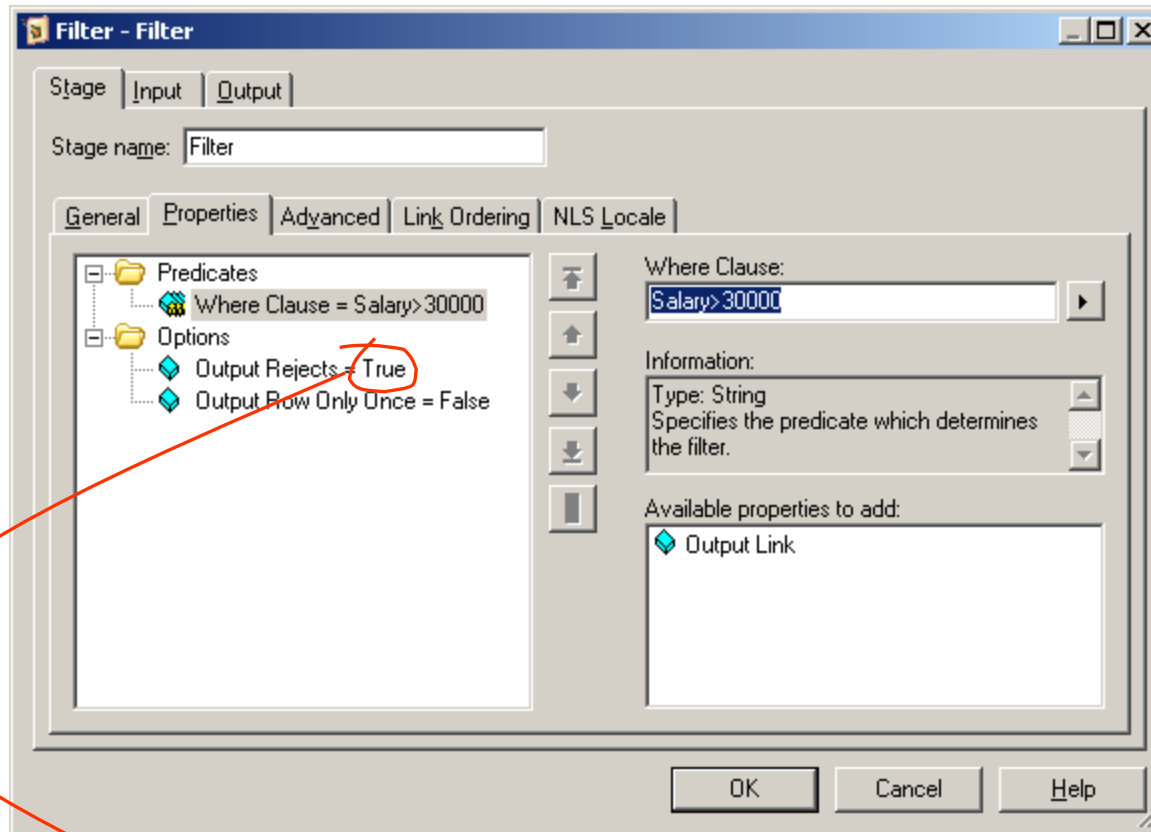 Filter - Filter
Stage Input Output
Stage name: Filter
General Properties Advanced Link Ordering NLS Locale
Predicates
Where Clause = Salary>30000
Options
Output Rejects = True
Output Row Only Once = False
Where Clause:
Salary>30000
Information:
Type: String
Specifies the predicate which determines
the filter.
Available properties to add:
Output Link
OK Cancel Help